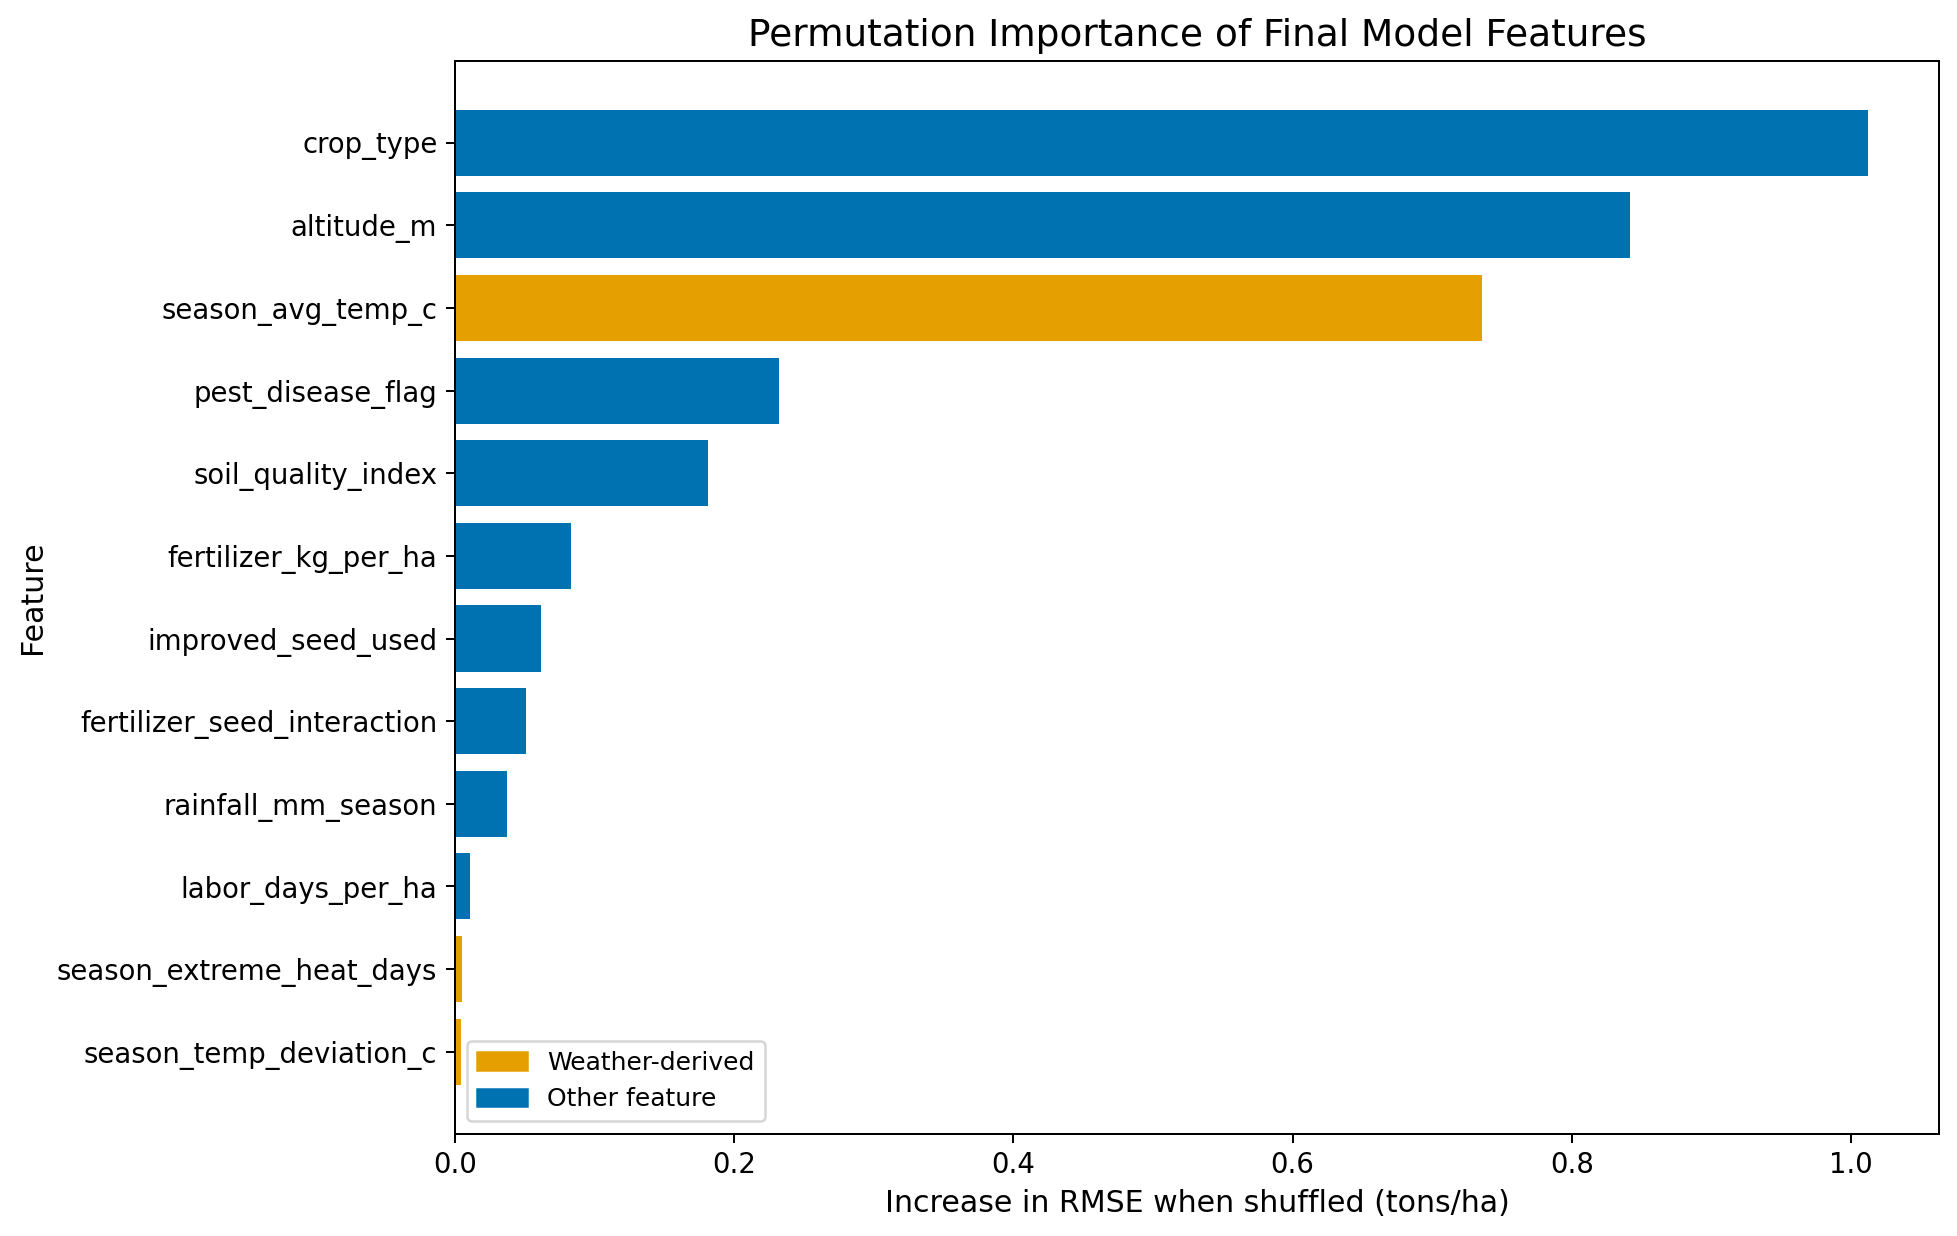 Permutation Importance of Final Model Features
Feature
crop_type
altitude_m
season_avg_temp_c
pest_disease_flag
soil_quality_index
fertilizer_kg_per_ha
improved_seed_used
fertilizer_seed_interaction
rainfall_mm_season
labor_days_per_ha
season_extreme_heat_days
season_temp_deviation_c
Weather-derived
Other feature
0.0 0.2 0.4 0.6 0.8 1.0
Increase in RMSE when shuffled (tons/ha)